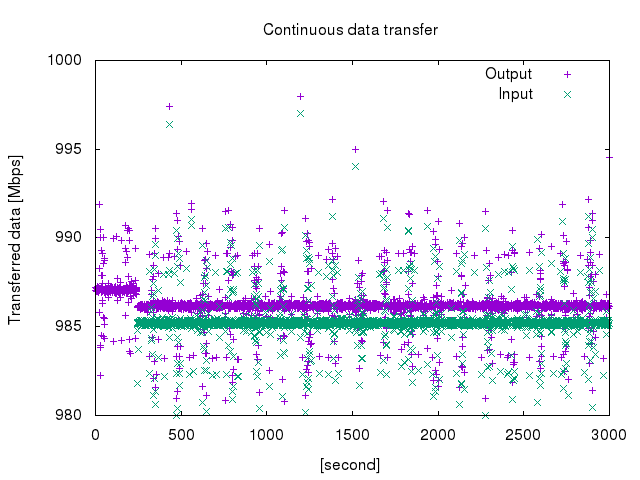 Continuous data transfer
Transferred data [Mbps]
1000
995
990
985
980
Output
Input
0 500 1000 1500 2000 2500 3000
[second]